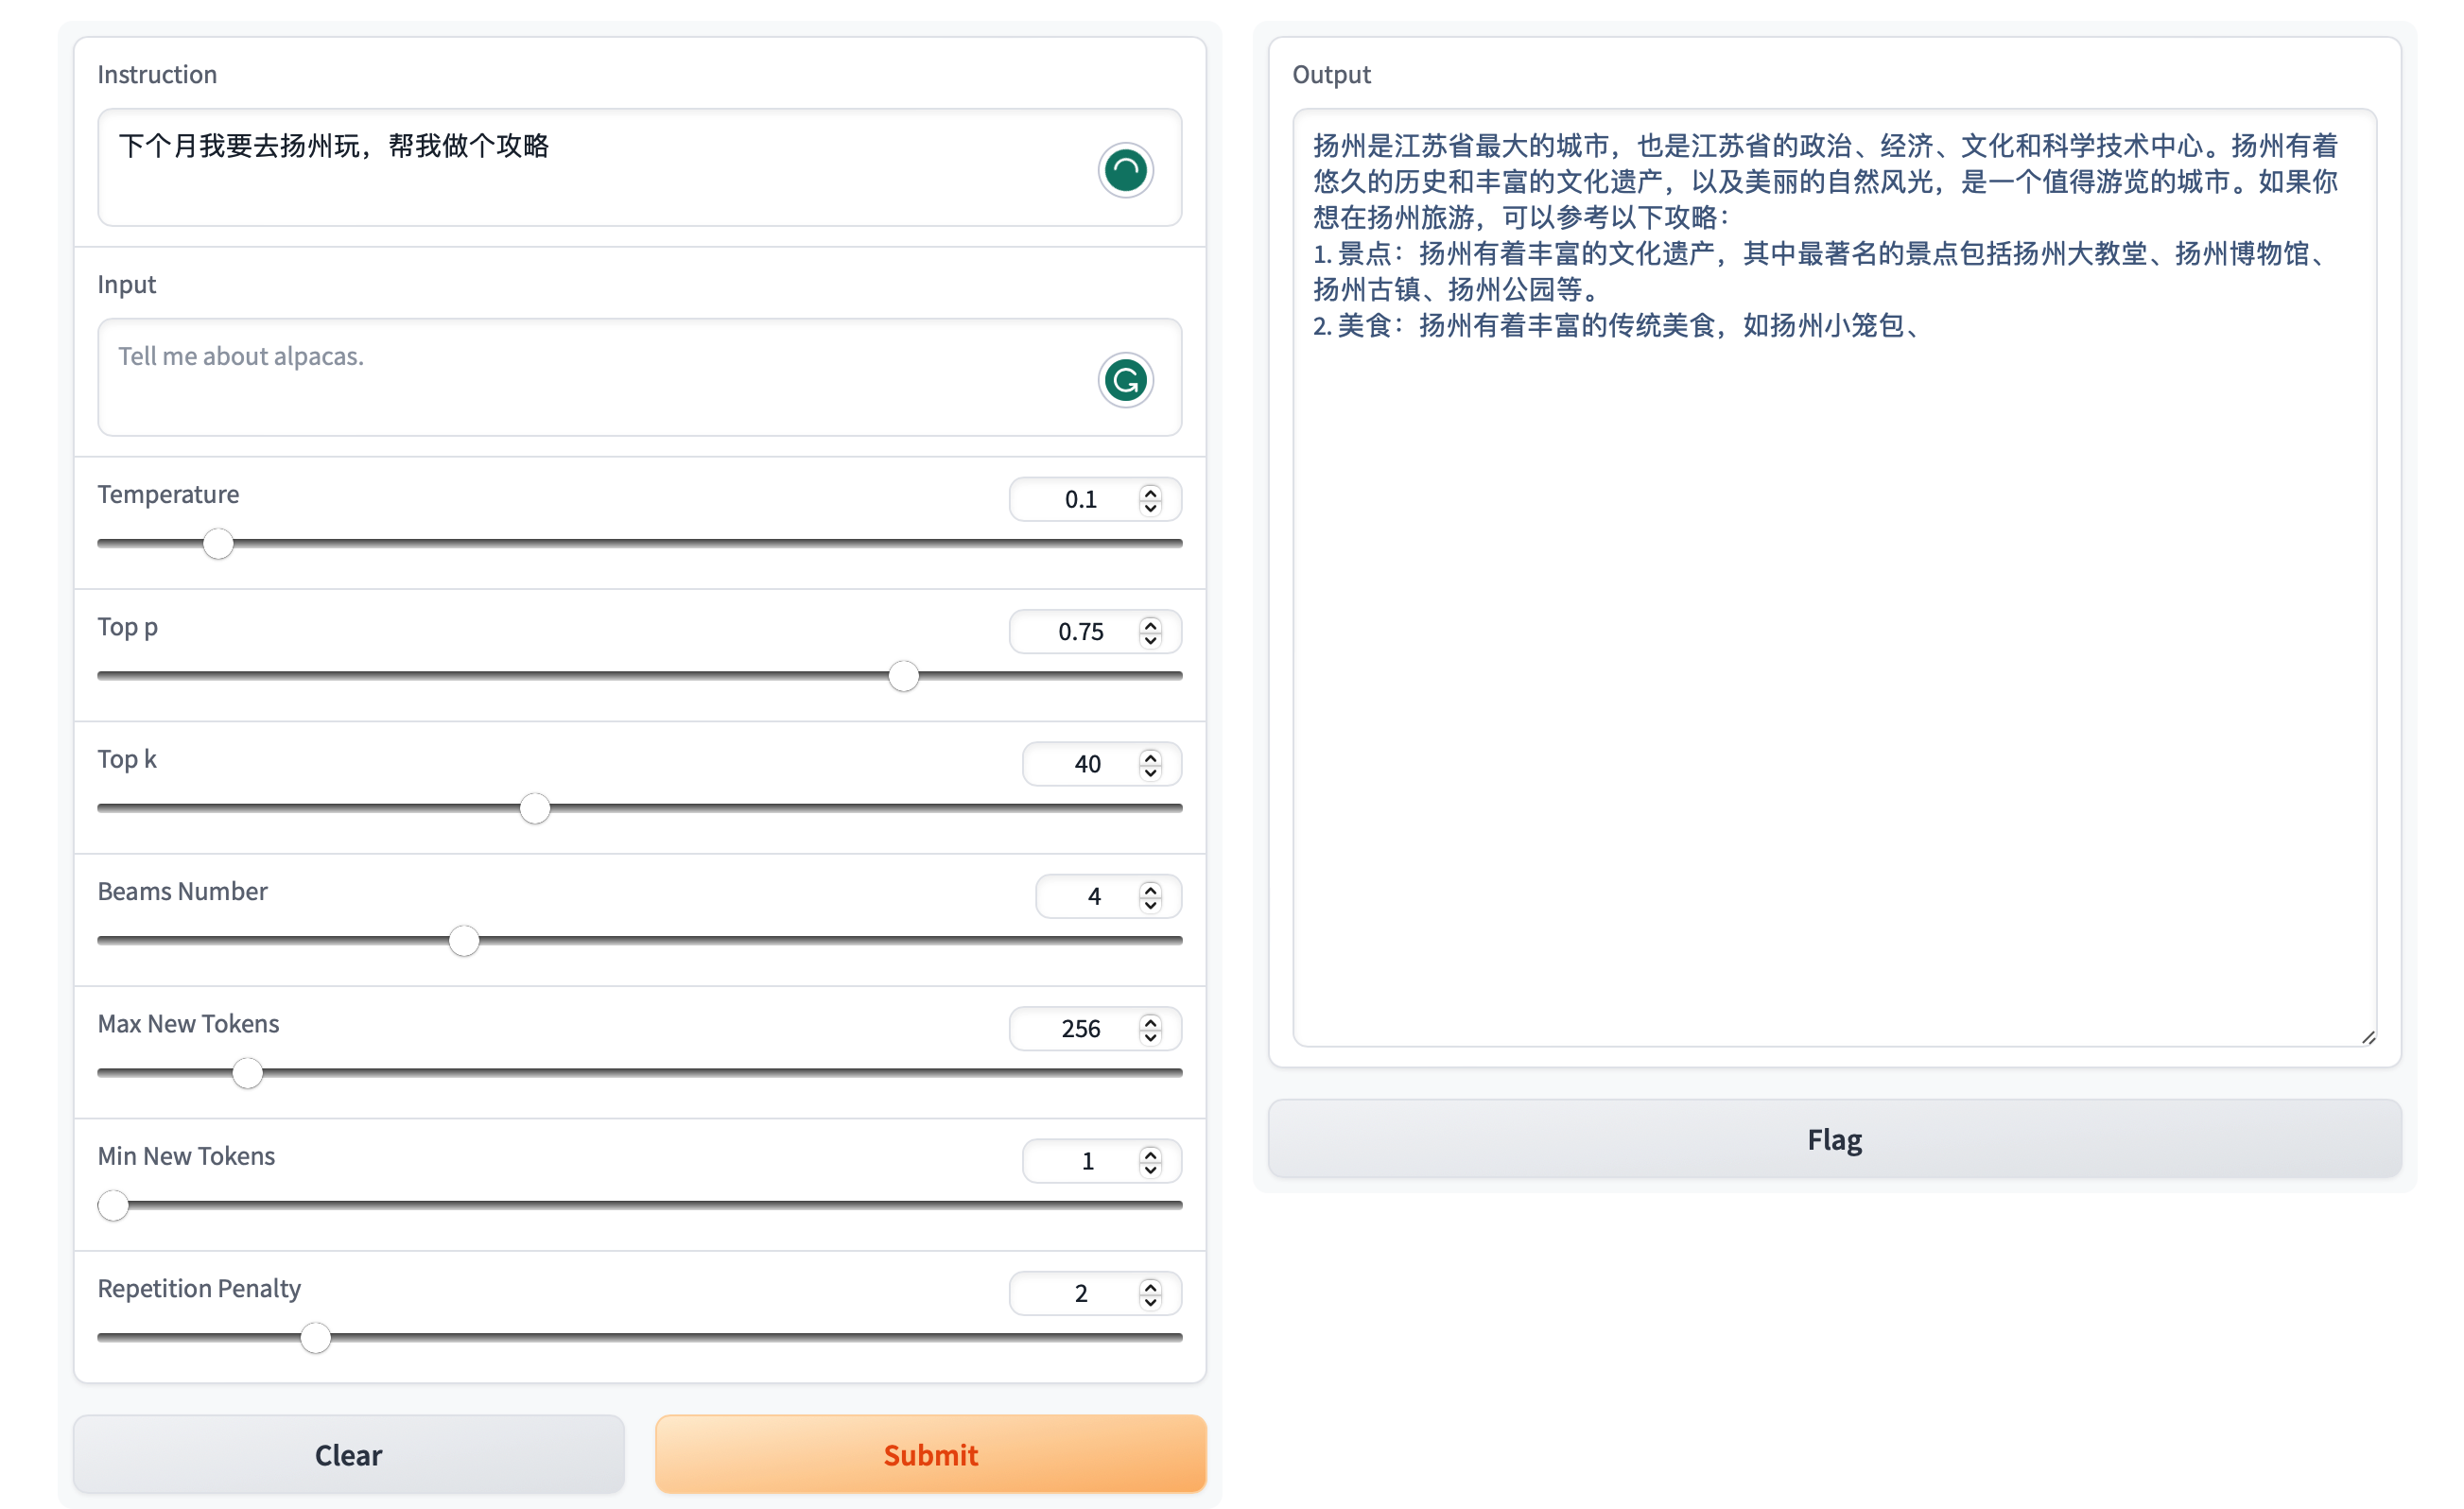 Instruction
下个月我要去扬州玩，帮我做个攻略
Input
Tell me about alpacas.
Temperature
0.1
Top p
0.75
Top k
40
Beams Number
4
Max New Tokens
256
Min New Tokens
1
Repetition Penalty
2
Clear
Submit
Output
扬州是江苏省最大的城市，也是江苏省的政治、经济、文化和科学技术中心。扬州有着
悠久的历史和丰富的文化遗产，以及美丽的自然风光，是一个值得游览的城市。如果你
想在扬州旅游，可以参考以下攻略：
1. 景点：扬州有着丰富的文化遗产，其中最著名的景点包括扬州大教堂、扬州博物馆、
扬州古镇、扬州公园等。
2. 美食：扬州有着丰富的传统美食，如扬州小笼包、
Flag